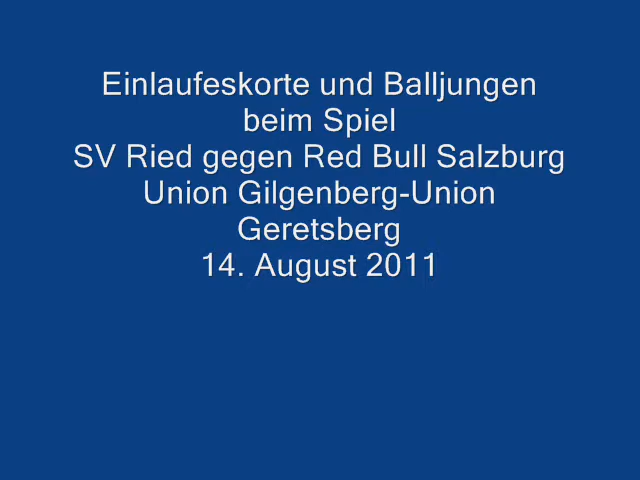 Einlaufeskorte und Balljungen
beim Spiel
SV Ried gegen Red Bull Salzburg
Union Gilgenberg-Union
Geretsberg
14. August 2011